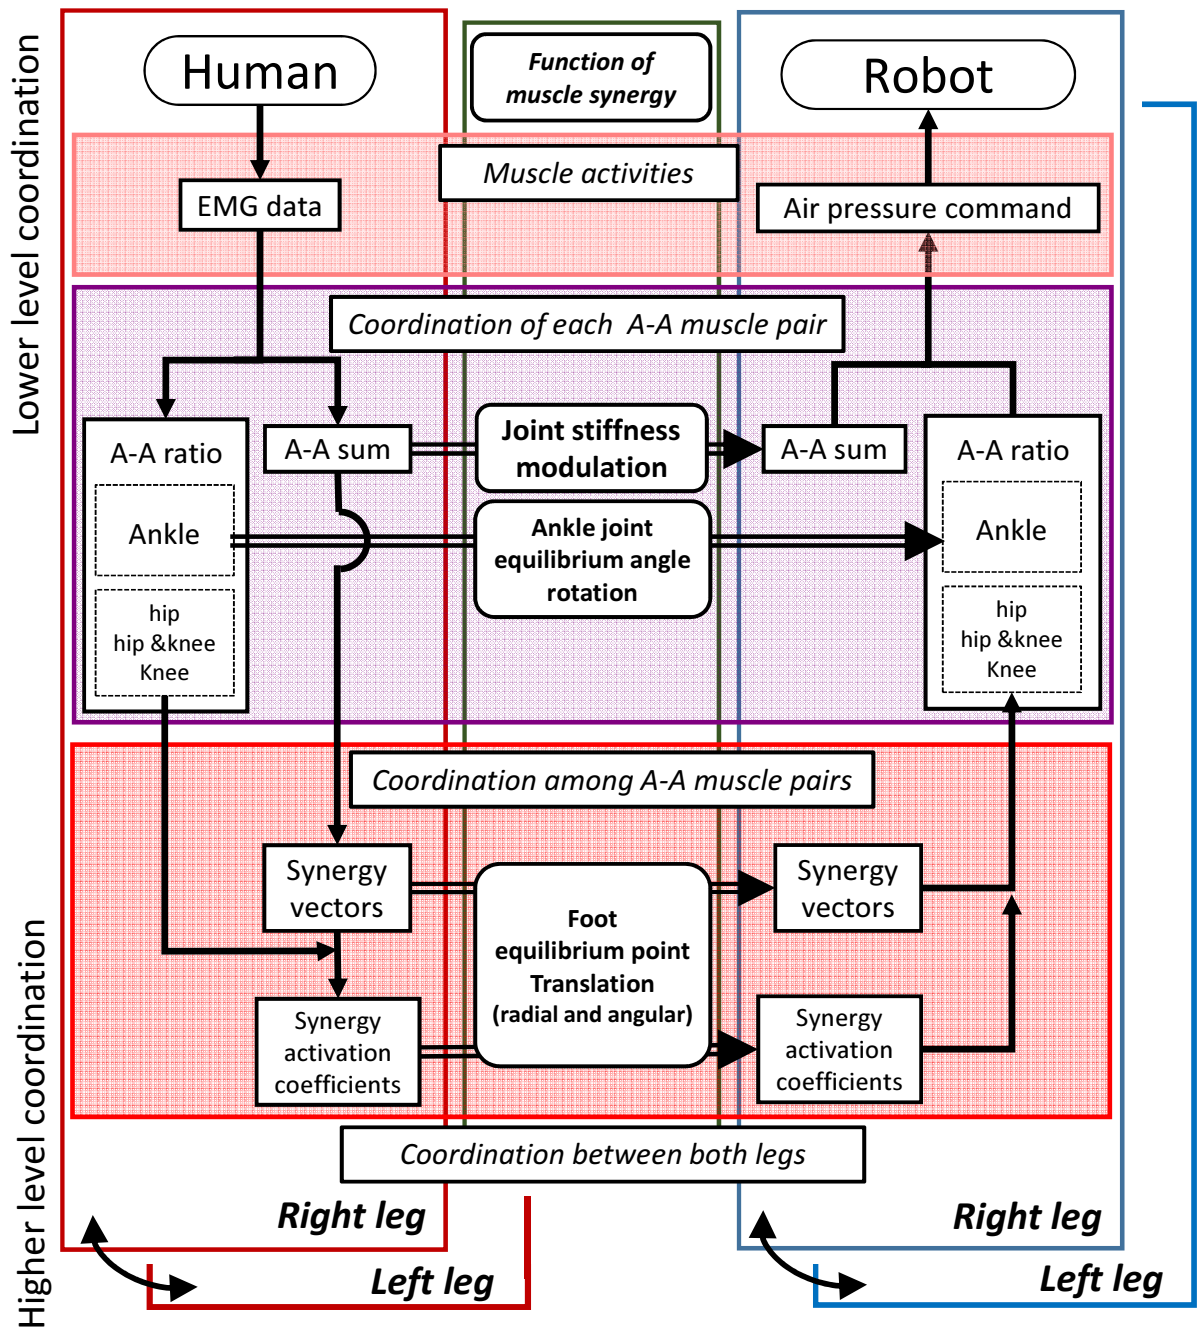 Lower level coordination
Higher level coordination
Human
Function of
muscle synergy
Robot
Muscle activities
EMG data
Air pressure command
Coordination of each A-A muscle pair
A-A ratio
Ankle
hip
hip &knee
Knee
A-A sum
Joint stiffness
modulation
A-A sum
Ankle joint
equilibrium angle
rotation
A-A ratio
Ankle
hip
hip &knee
Knee
Coordination among A-A muscle pairs
Synergy
vectors
Synergy
activation
coefficients
Foot
equilibrium point
Translation
(radial and angular)
Synergy
vectors
Synergy
activation
coefficients
Coordination between both legs
Right leg
Left leg
Right leg
Left leg